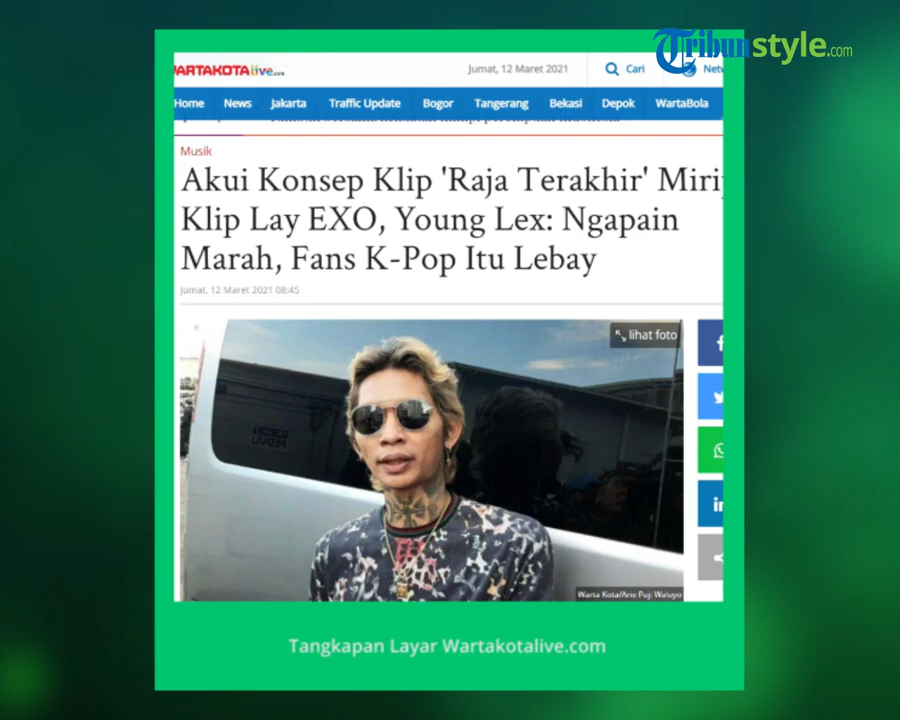 Tribunstyle.com
WARTAKOTAlive.com
Jumat, 12 Maret 2021
Cari
Home News Jakarta Traffic Update Bogor Tangerang Bekasi Depok WartaBola
Musik
Akui Konsep Klip 'Raja Terakhir' Miri
Klip Lay EXO, Young Lex: Ngapain
Marah, Fans K-Pop Itu Lebay
Jumat, 12 Maret 2021 08:45
lihat foto
Warta Kota/Arie Puji Waluyo
Tangkapan Layar Wartakotalive.com